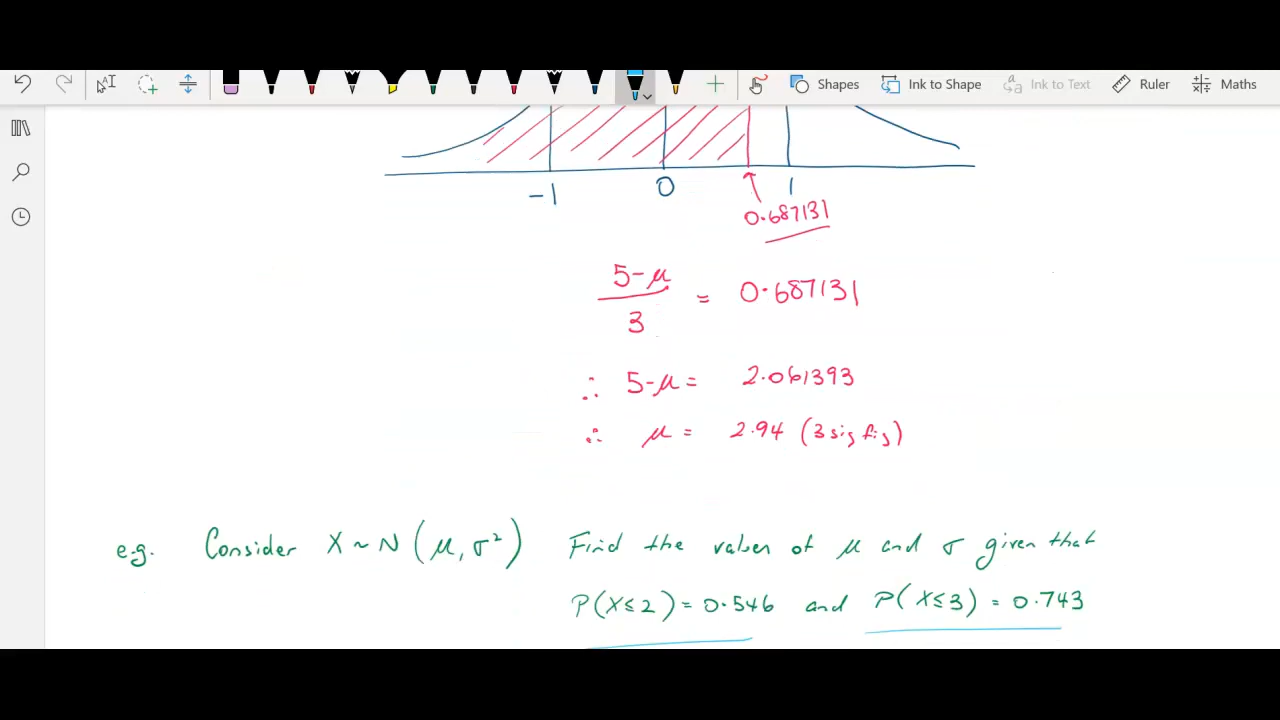 Shapes Ink to Shape Ink to Text Ruler Maths
-1 0 1
0.687131
5-μ
3
= 0.687131
∴ 5-μ = 2.061393
∴ μ = 2.94 (3 sig fig)
e.g. Consider X ~ N (μ, σ²) Find the values of μ and σ given that
P(X≤2) = 0.546 and P(X≤3) = 0.743